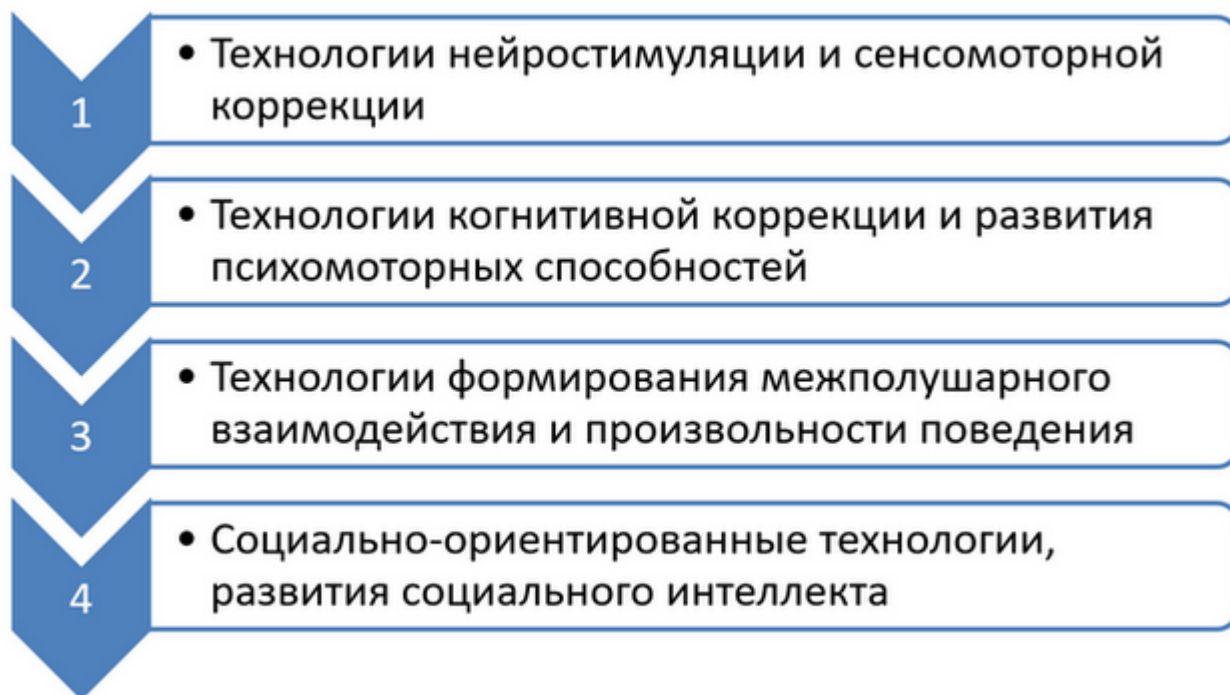 1
• Технологии нейростимуляции и сенсомоторной
коррекции
2
• Технологии когнитивной коррекции и развития
психомоторных способностей
3
• Технологии формирования межполушарного
взаимодействия и произвольности поведения
4
• Социально-ориентированные технологии,
развития социального интеллекта